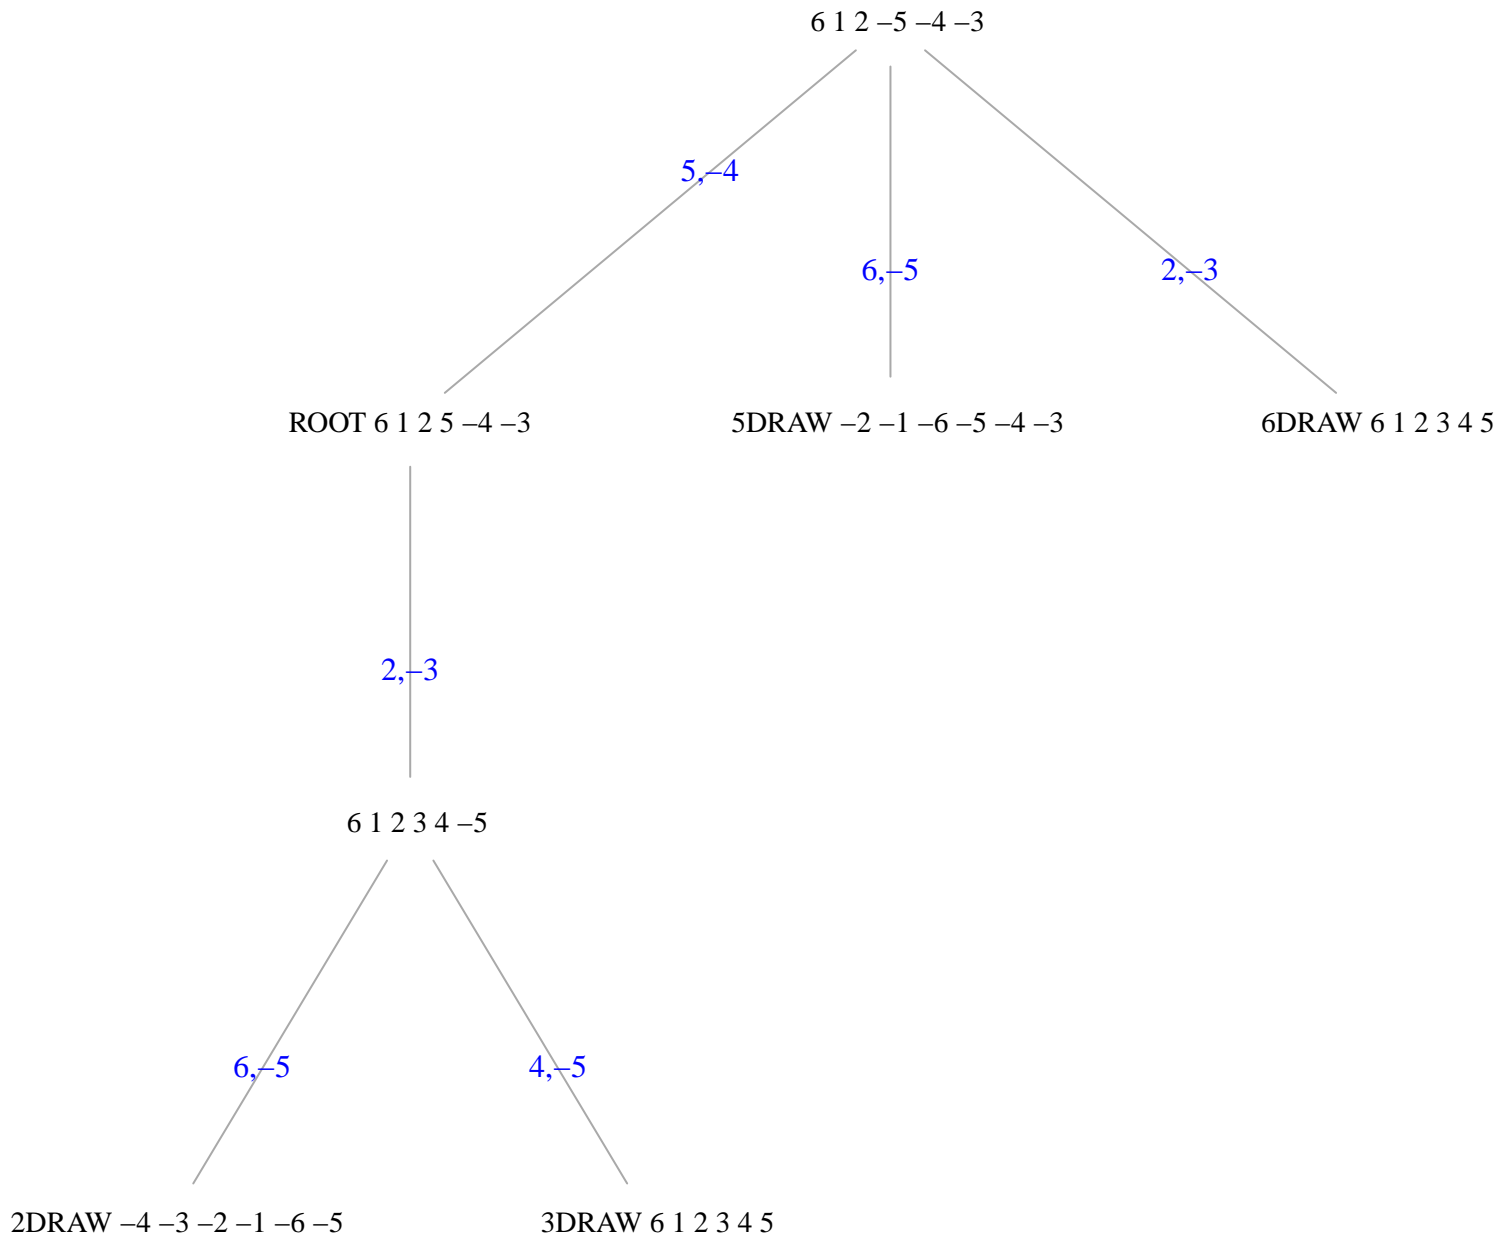 6 1 2 –5 –4 –3
5,–4
6,–5
2,–3
ROOT 6 1 2 5 –4 –3
5DRAW –2 –1 –6 –5 –4 –3
6DRAW 6 1 2 3 4 5
2,–3
6 1 2 3 4 –5
6,–5
4,–5
2DRAW –4 –3 –2 –1 –6 –5
3DRAW 6 1 2 3 4 5